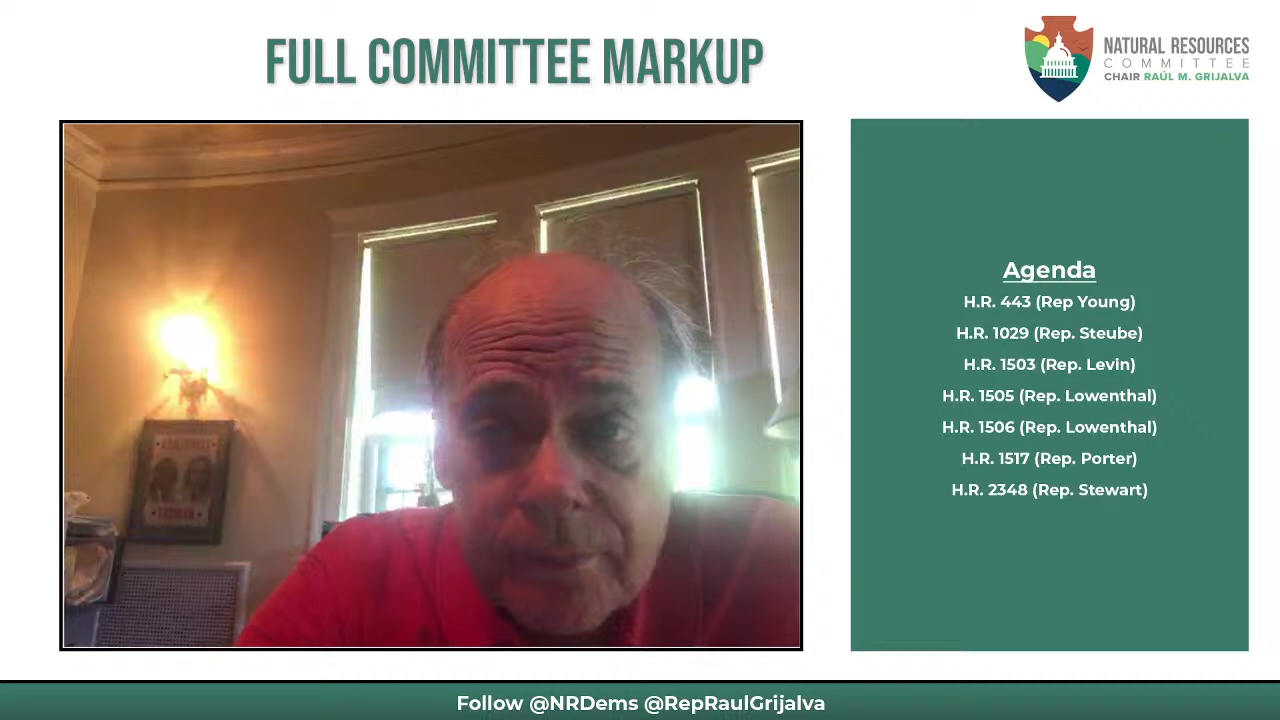 FULL COMMITTEE MARKUP
NATURAL RESOURCES
COMMITTEE
CHAIR RAÚL M. GRIJALVA
Agenda
H.R. 443 (Rep Young)
H.R. 1029 (Rep. Steube)
H.R. 1503 (Rep. Levin)
H.R. 1505 (Rep. Lowenthal)
H.R. 1506 (Rep. Lowenthal)
H.R. 1517 (Rep. Porter)
H.R. 2348 (Rep. Stewart)
Follow @NRDems @RepRaulGrijalva